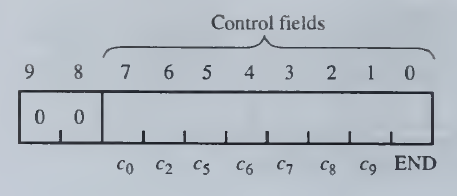 Control fields
9 8 7 6 5 4 3 2 1 0
0 0
c0 c2 c5 c6 c7 c8 c9 END